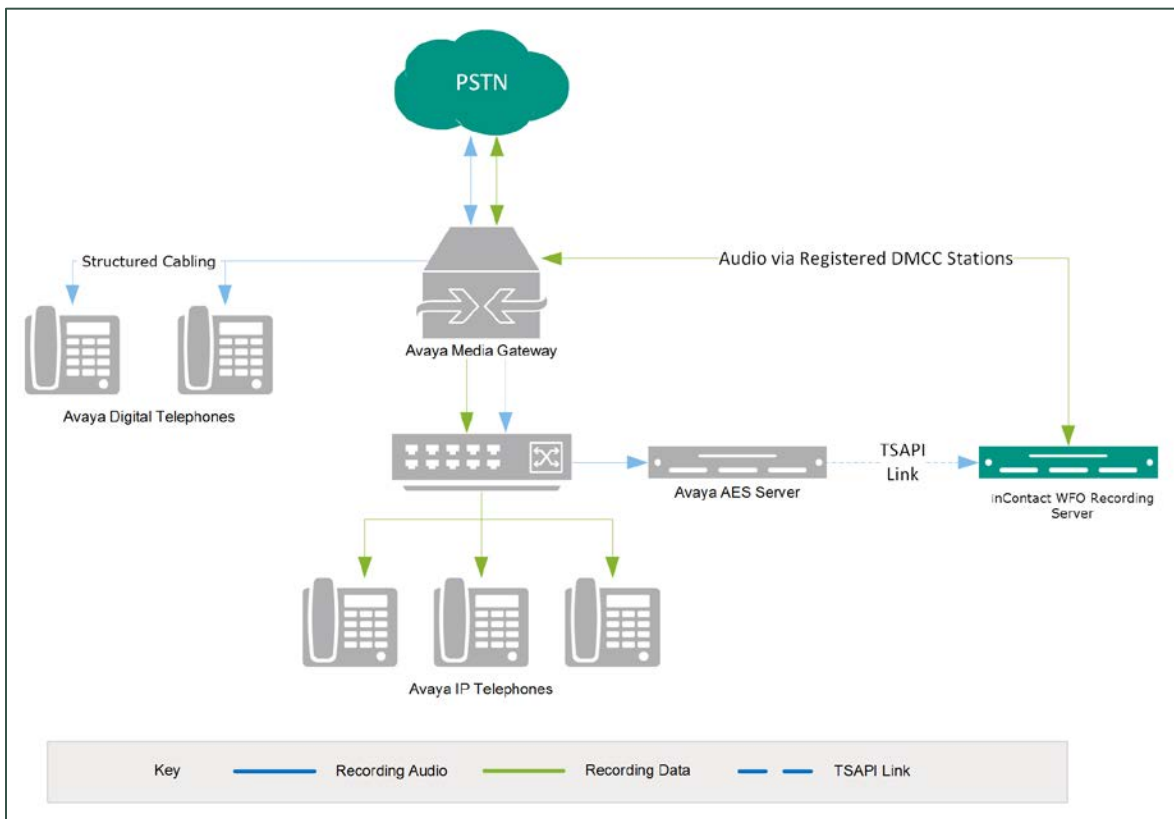 PSTN
Structured Cabling
Audio via Registered DMCC Stations
Avaya Media Gateway
Avaya Digital Telephones
TSAPI
Link
Avaya AES Server
inContact WFO Recording
Server
Avaya IP Telephones
Key
Recording Audio
Recording Data
TSAPI Link